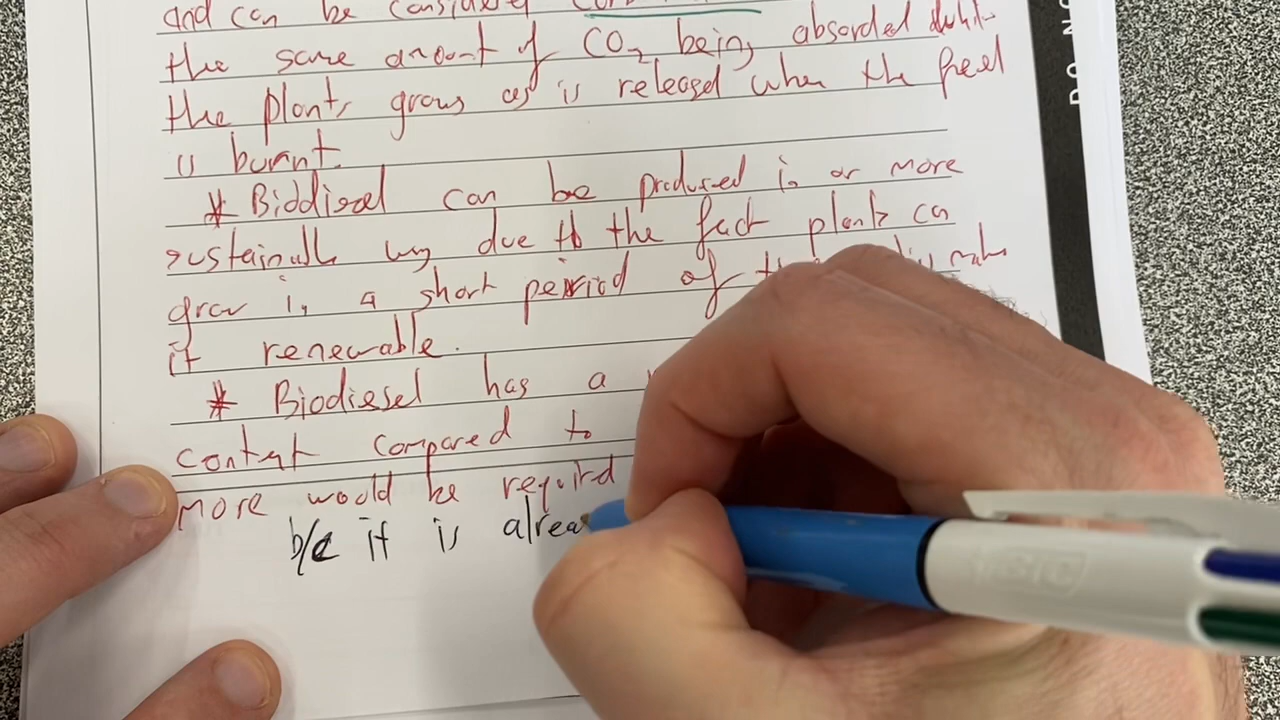 and can be considered
the same amount of CO2 being absorbed while
the plants grows as is released when the fuel
is burnt.
* Biodiesel can be produced in a more
sustainable way due to the fact plants can
grow in a short period of
it renewable.
* Biodiesel has a
content compared to
more would be required
b/c it is alrea
BIC